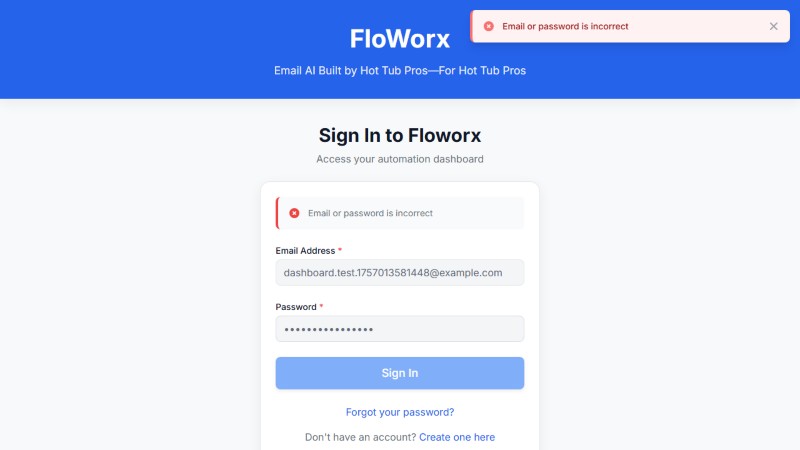 FloWorx
Email AI Built by Hot Tub Pros—For Hot Tub Pros
Email or password is incorrect
Sign In to Floworx
Access your automation dashboard
Email or password is incorrect
Email Address *
dashboard.test.1757013581448@example.com
Password *
••••••••••••••••
Sign In
Forgot your password?
Don't have an account? Create one here